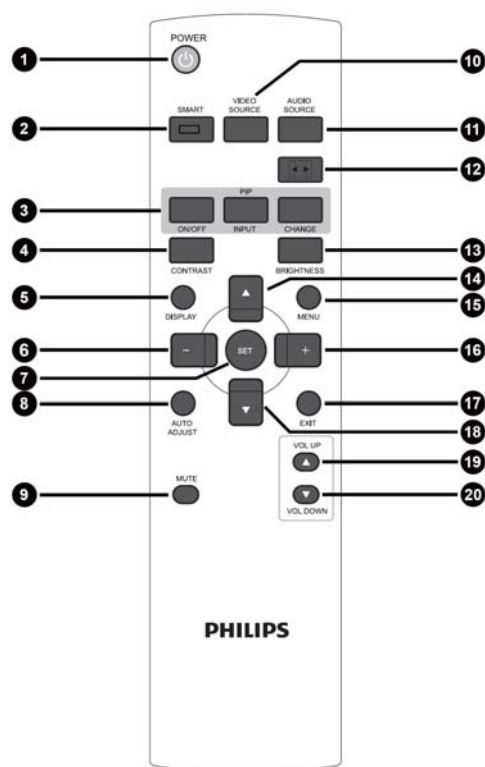 POWER
1
10
VIDEO
SOURCE
AUDIO
SOURCE
SMART
2
11
12
PIP
3
ON/OFF
INPUT
CHANGE
4
13
CONTRAST
BRIGHTNESS
14
5
15
DISPLAY
MENU
6
−
SET
+
16
7
8
17
AUTO
ADJUST
EXIT
18
VOL UP
19
MUTE
9
20
VOL DOWN
PHILIPS